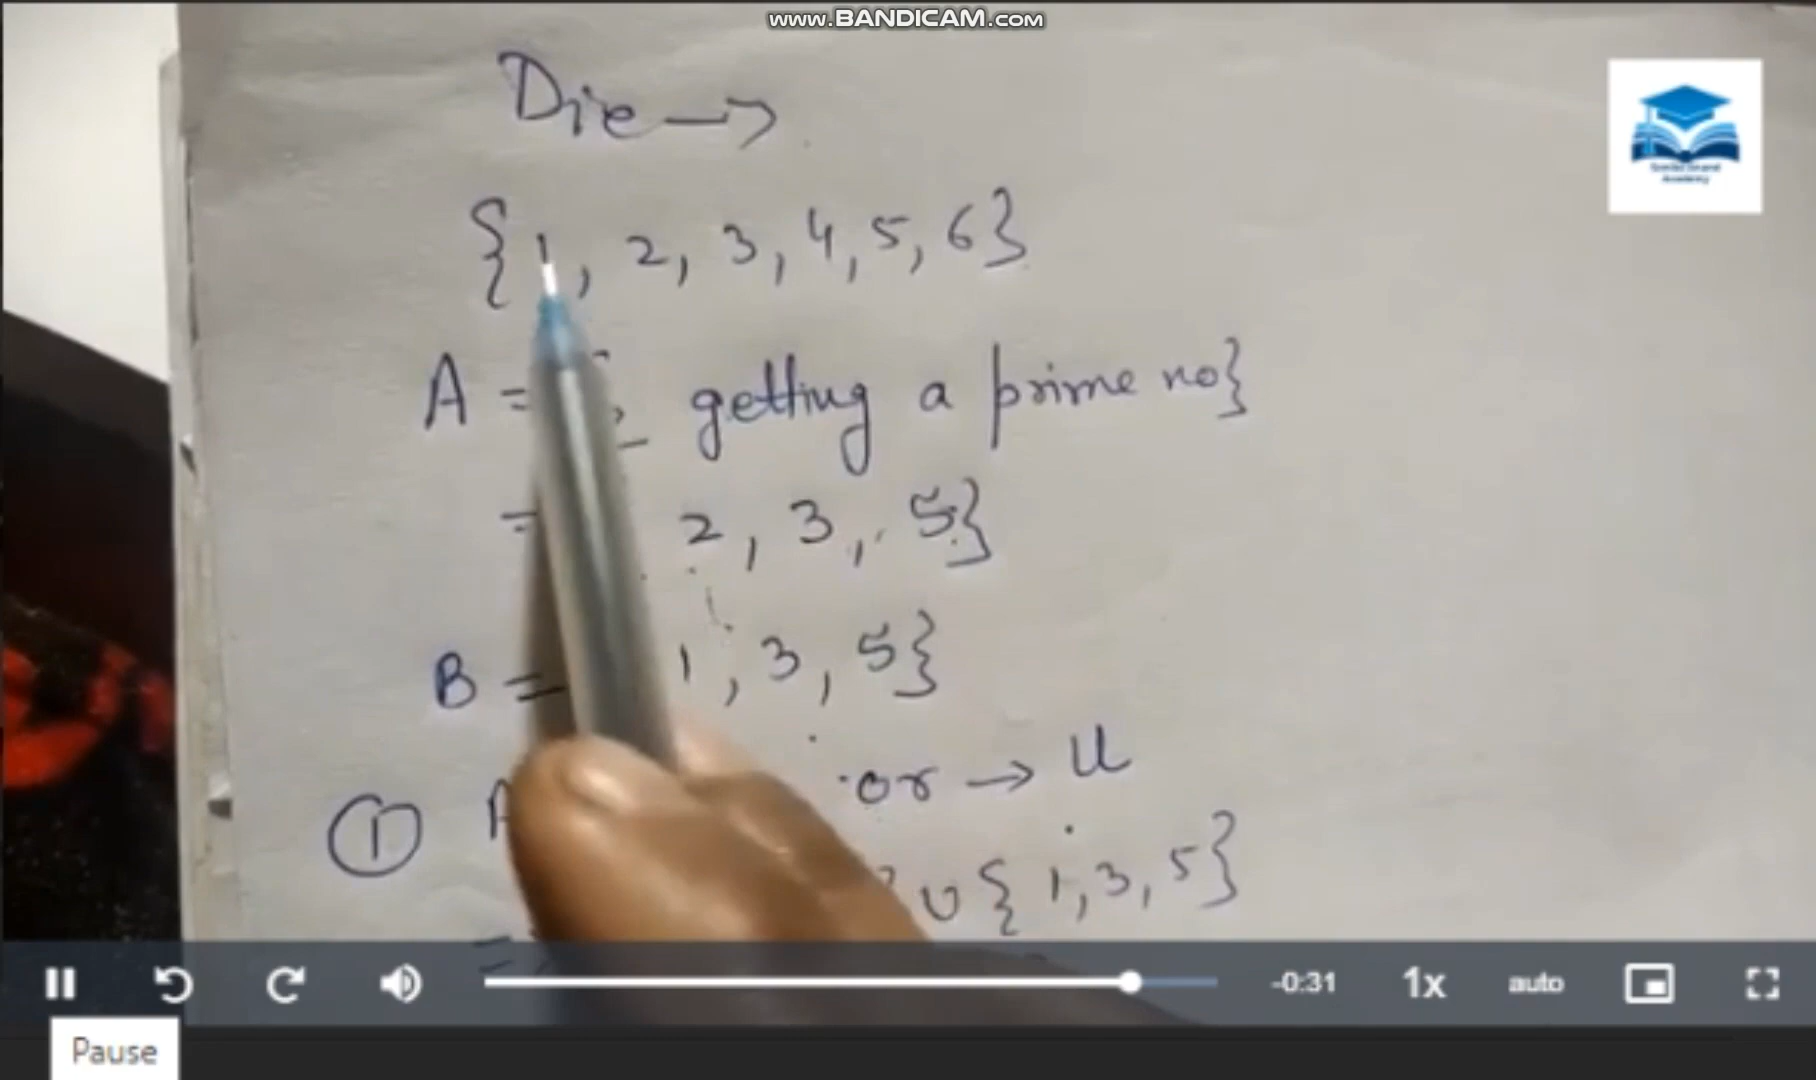 www.BANDICAM.com
Die →
{1, 2, 3, 4, 5, 6}
A = getting a prime no}
= 2, 3, 5}
B = 1, 3, 5}
① A or → U
U { 1, 3, 5}
=
-0:31 1x auto
Pause